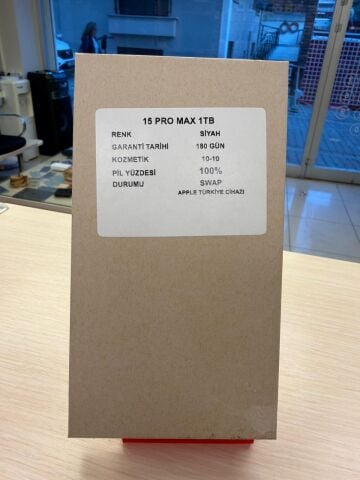 15 PRO MAX 1TB
RENK SİYAH
GARANTİ TARİHİ 180 GÜN
KOZMETİK 10-10
PİL YÜZDESİ 100%
DURUMU SWAP
APPLE TÜRKİYE CİHAZI